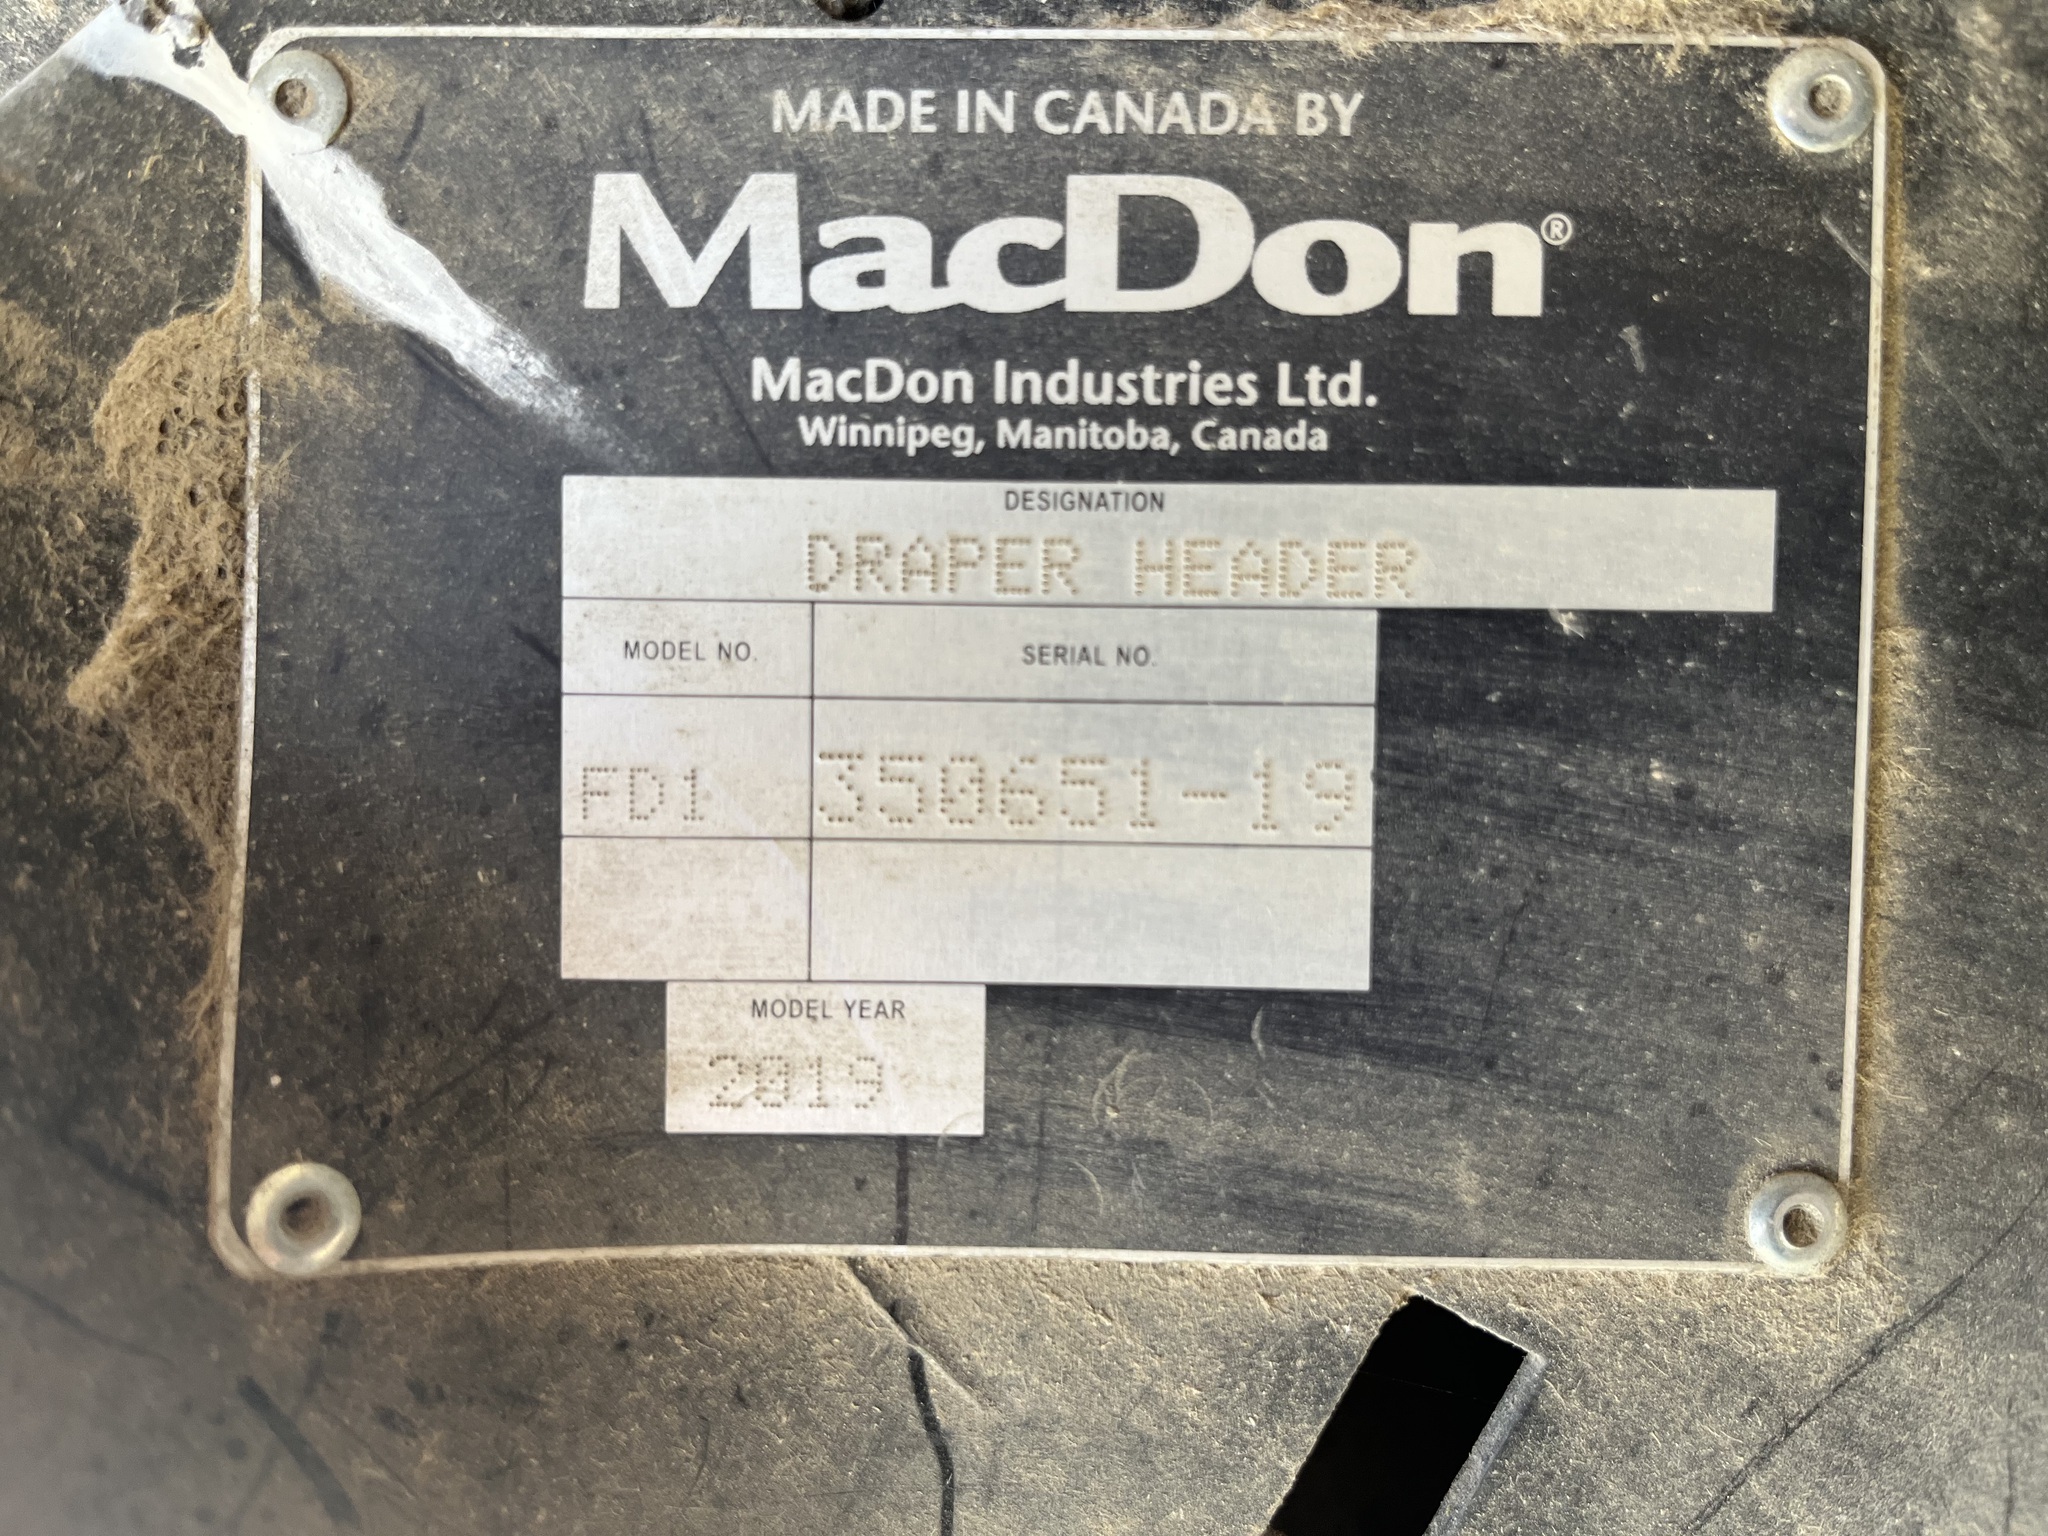 MADE IN CANADA BY
MacDon®
MacDon Industries Ltd.
Winnipeg, Manitoba, Canada
DESIGNATION
DRAPER HEADER
MODEL NO. SERIAL NO.
FD1 350651-19
MODEL YEAR
2019